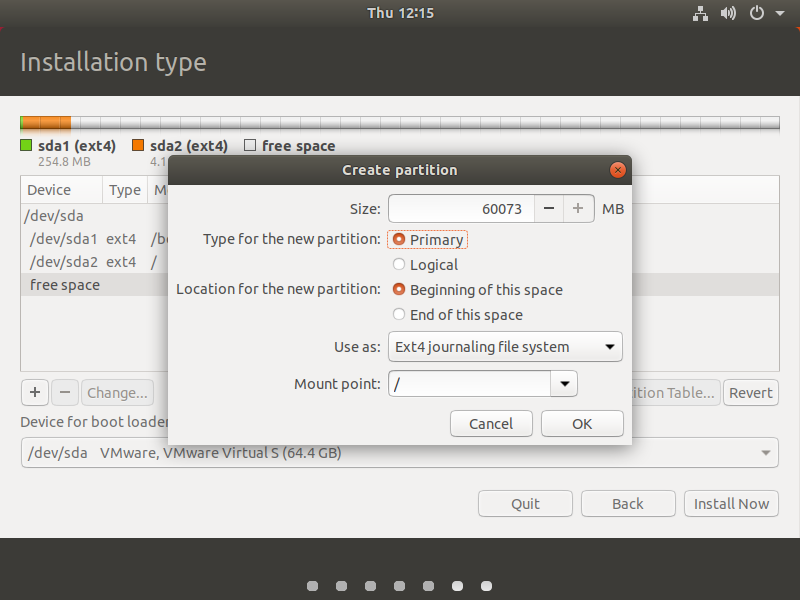 Thu 12:15
Installation type
sda1 (ext4) sda2 (ext4) free space
254.8 MB 4.1
Create partition
Size: 60073 MB
Type for the new partition: Primary
Logical
Location for the new partition: Beginning of this space
End of this space
Use as: Ext4 journaling file system
Mount point: /
Cancel OK
Device Type
/dev/sda
/dev/sda1 ext4
/dev/sda2 ext4 /
free space
+ − Change... Table... Revert
Device for boot loader
/dev/sda VMware, VMware Virtual S (64.4 GB)
Quit Back Install Now